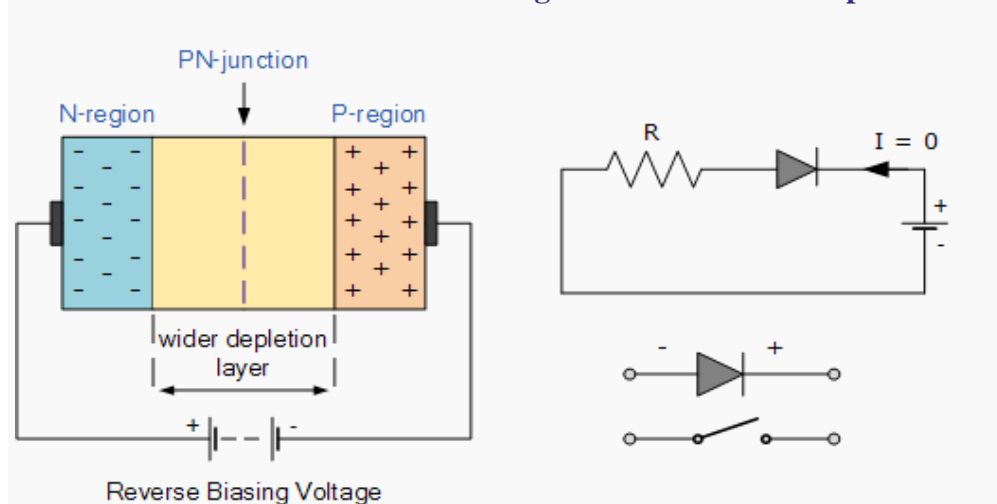 PN-junction
N-region
P-region
R
I = 0
+
-
wider depletion
layer
- +
+ -
Reverse Biasing Voltage